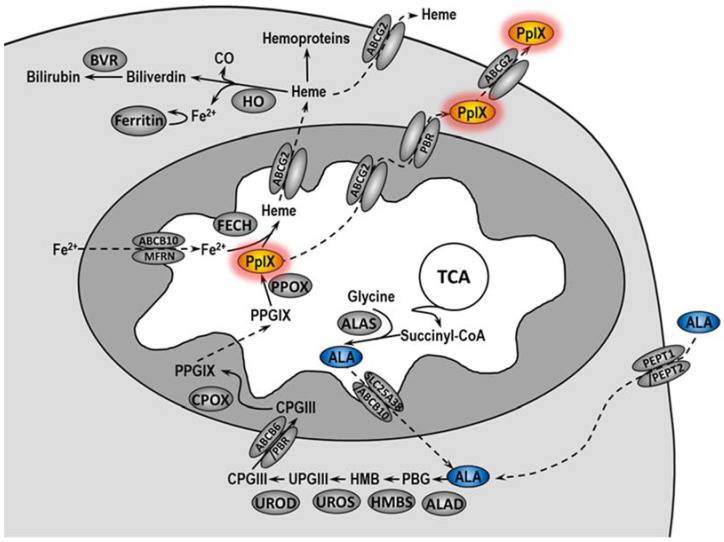 Heme
ABCG2
PpIX
Hemoproteins
CO
BVR
Bilirubin
Biliverdin
ABCG2
Heme
HO
Ferritin
Fe2+
PpIX
PBR
ABCG2
ABCG2
Heme
FECH
Fe2+
ABCB10
MFRN
Fe2+
PpIX
PPOX
TCA
PPGIX
Glycine
ALAS
Succinyl-CoA
ALA
ALA
PEPT1
PEPT2
PPGIX
SLC25A38
ABCB10
CPOX
CPGIII
ABCB6
PBR
CPGIII
UPGIII
HMB
PBG
ALA
UROD
UROS
HMBS
ALAD